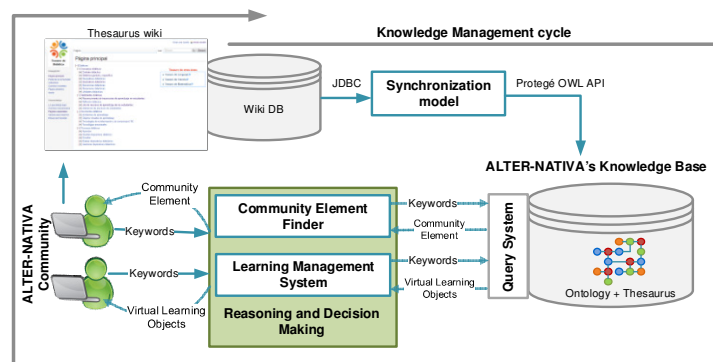 Thesaurus wiki
Knowledge Management cycle
Página principal
Wiki DB
JDBC
Synchronization
model
Protegé OWL API
ALTER-NATIVA's Knowledge Base
ALTER-NATIVA
Community
Community
Element
Keywords
Keywords
Virtual Learning
Objects
Community Element
Finder
Learning Management
System
Reasoning and Decision
Making
Keywords
Community
Element
Keywords
Virtual Learning
Objects
Query System
Ontology + Thesaurus